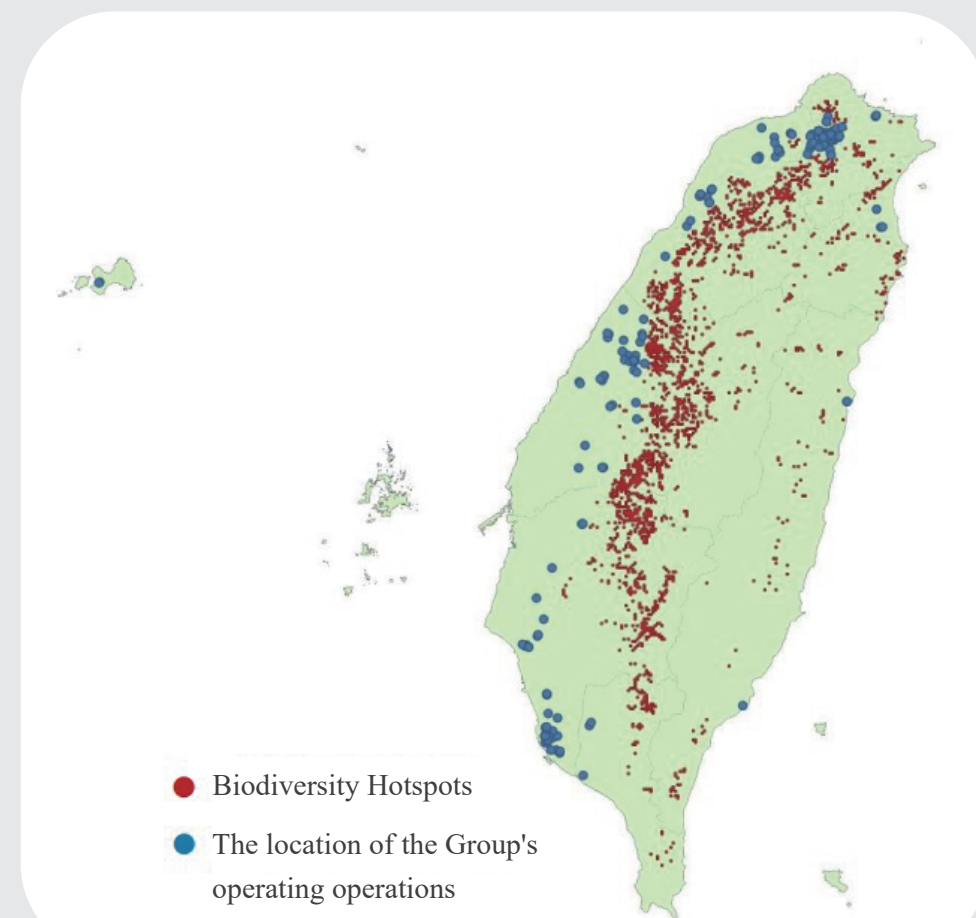 Biodiversity Hotspots
The location of the Group's
operating operations